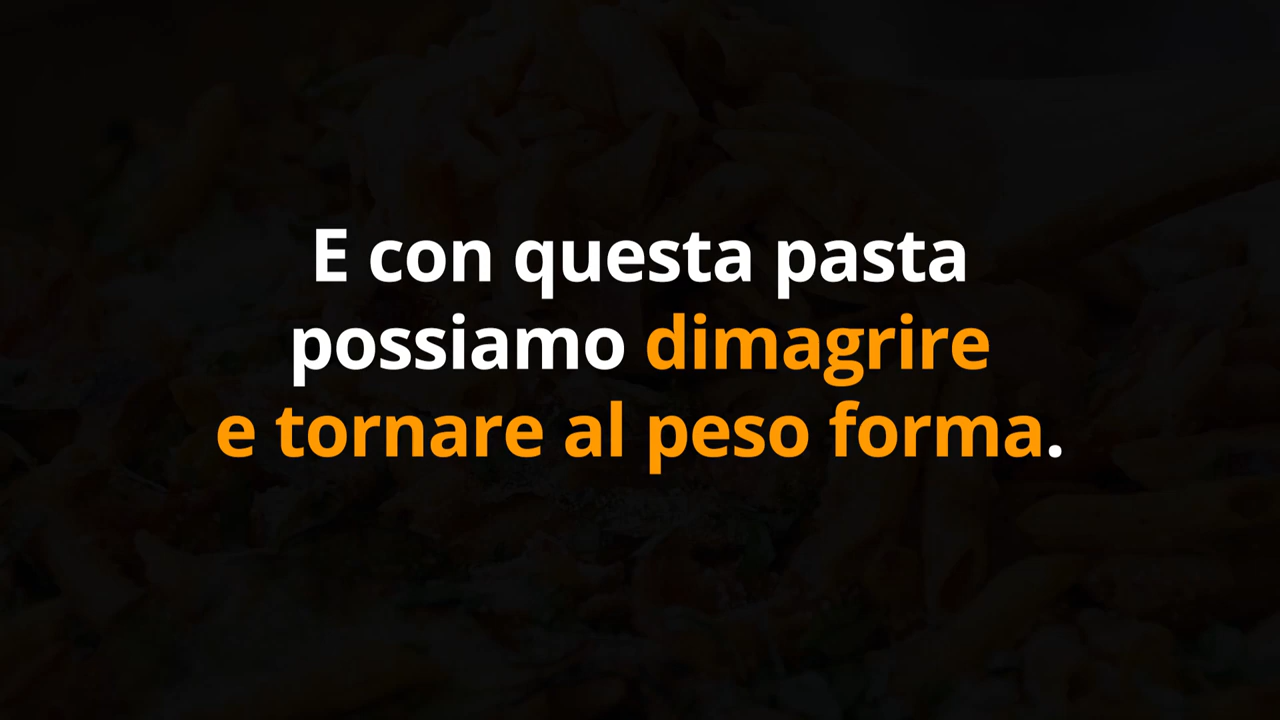 E con questa pasta
possiamo dimagrire
e tornare al peso forma.